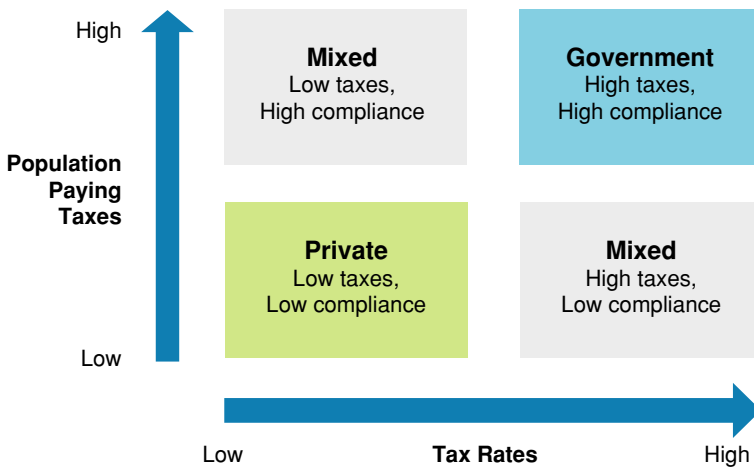 High
Mixed
Low taxes,
High compliance
Government
High taxes,
High compliance
Population
Paying
Taxes
Private
Low taxes,
Low compliance
Mixed
High taxes,
Low compliance
Low
Low
Tax Rates
High